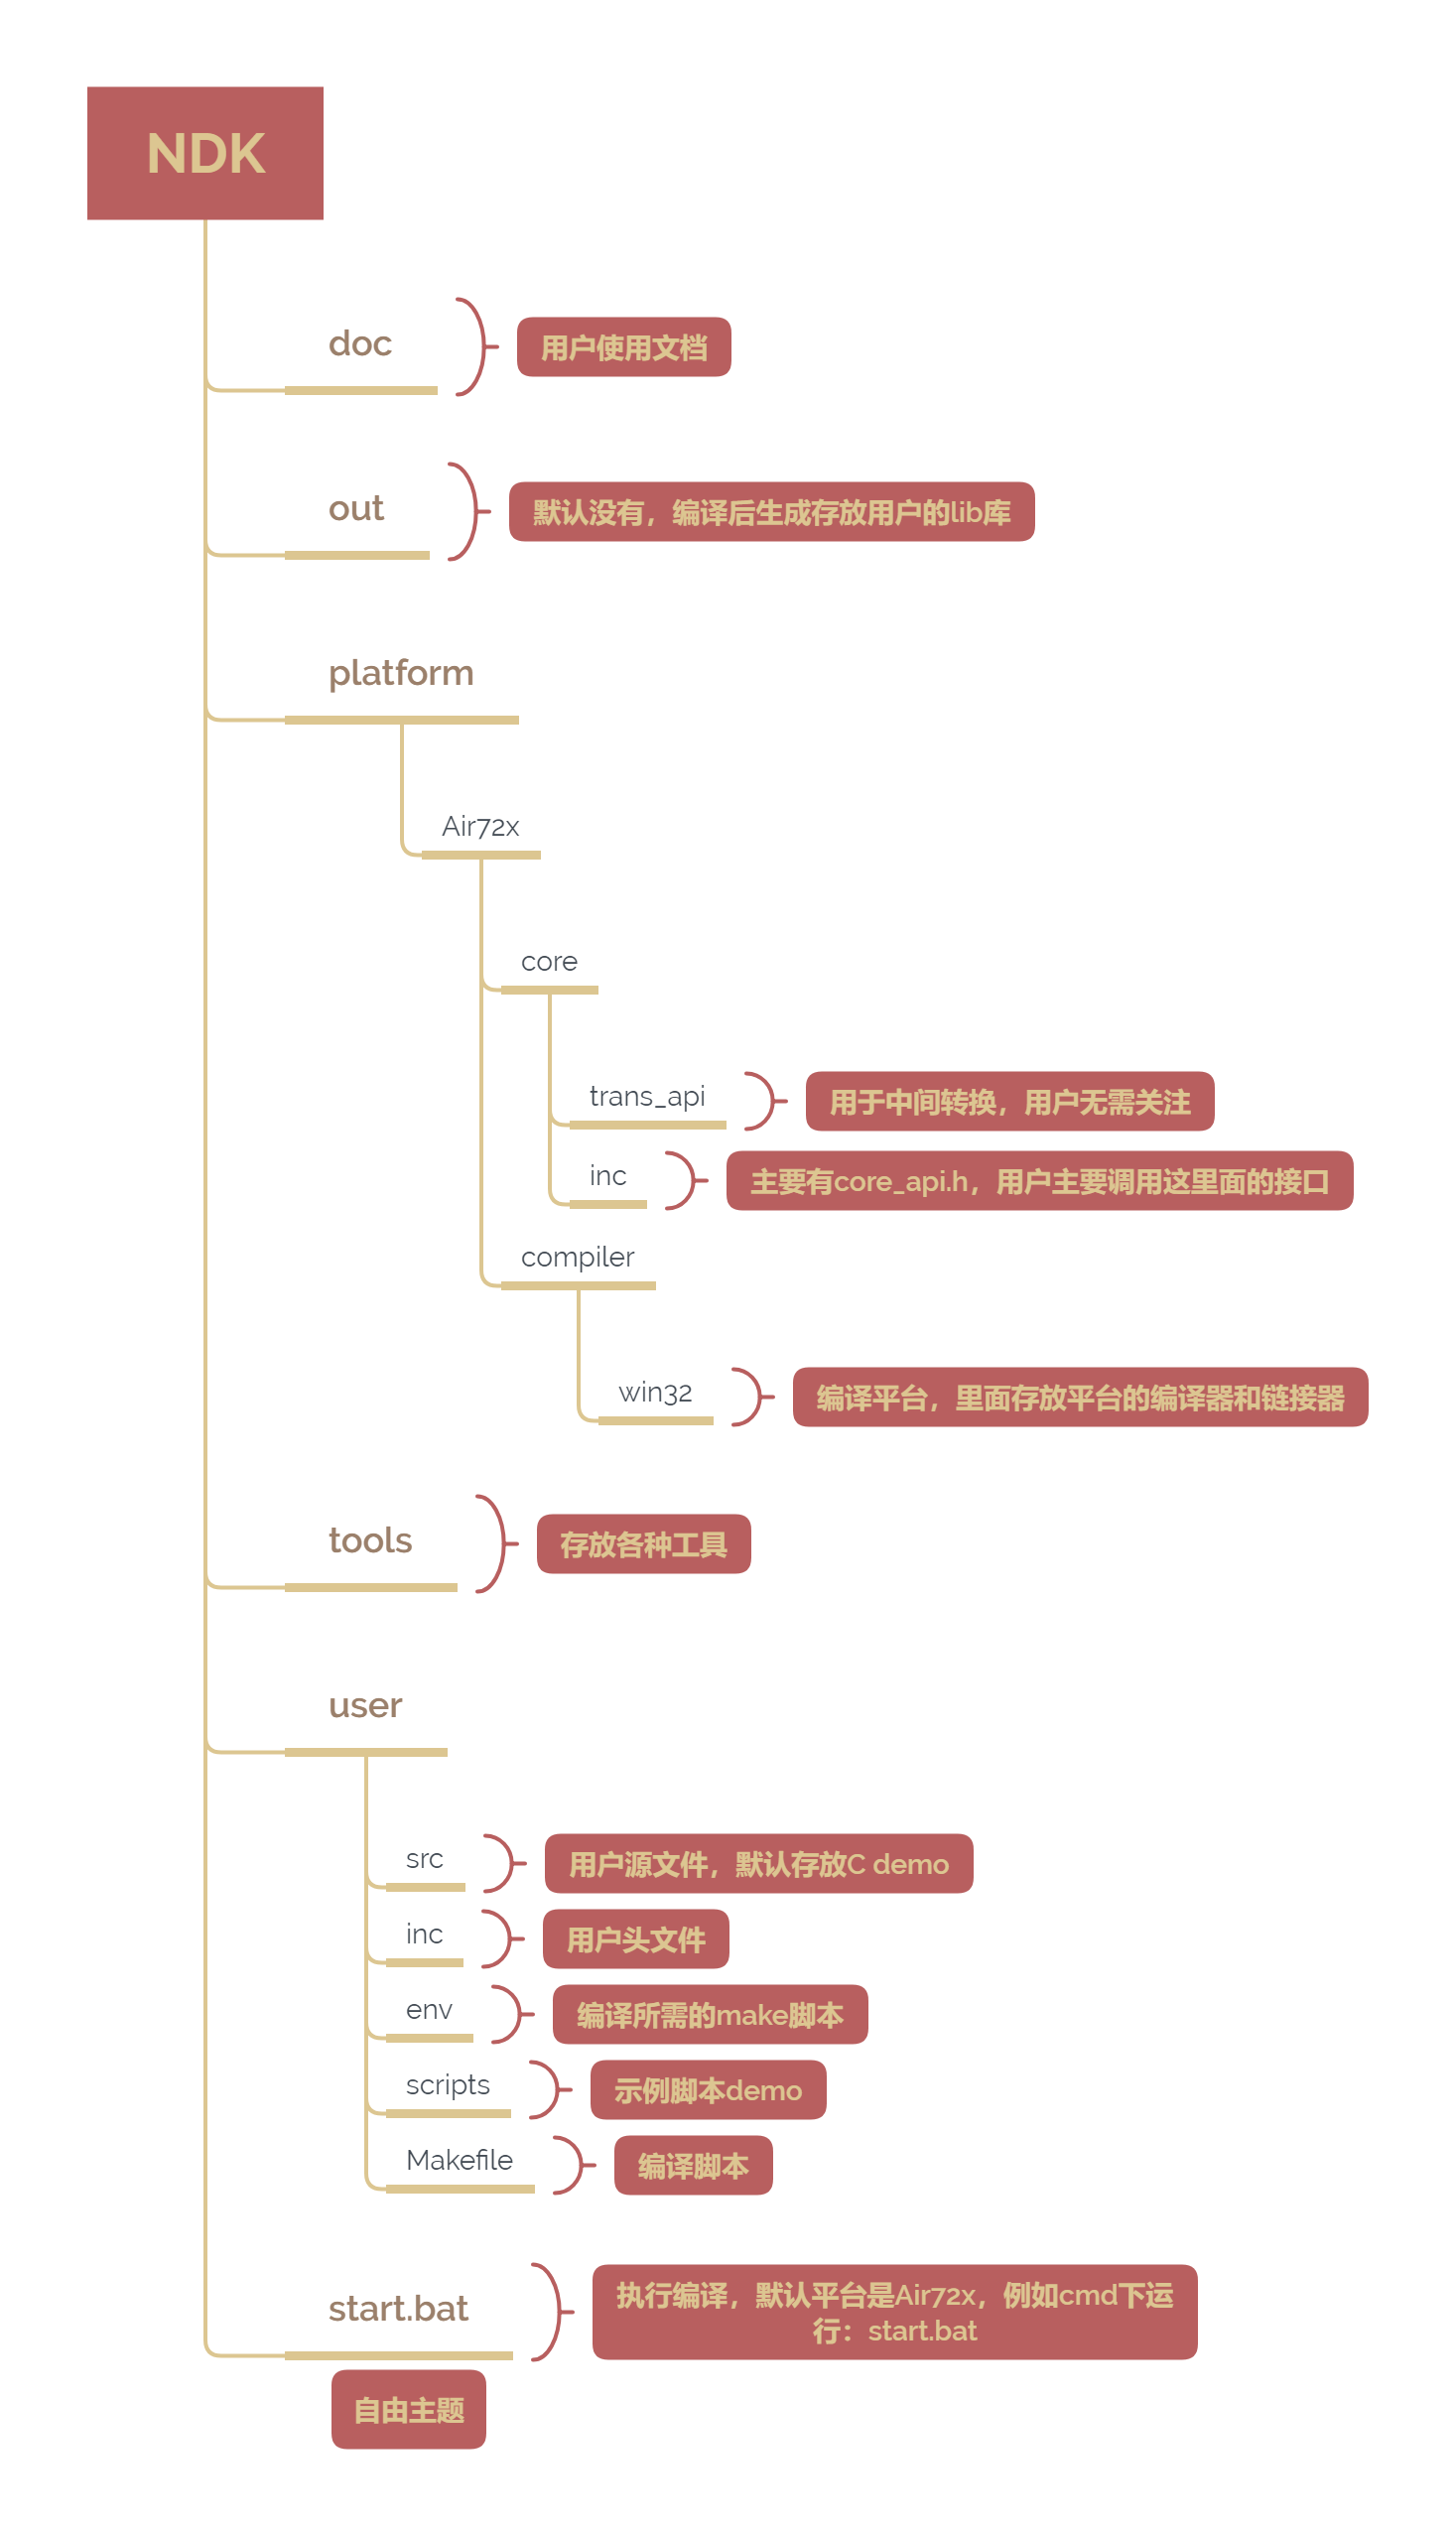 NDK
doc
用户使用文档
out
默认没有，编译后生成存放用户的lib库
platform
Air72x
core
trans_api
用于中间转换，用户无需关注
inc
主要有core_api.h，用户主要调用这里面的接口
compiler
win32
编译平台，里面存放平台的编译器和链接器
tools
存放各种工具
user
src
用户源文件，默认存放C demo
inc
用户头文件
env
编译所需的make脚本
scripts
示例脚本demo
Makefile
编译脚本
start.bat
执行编译，默认平台是Air72x，例如cmd下运
行：start.bat
自由主题